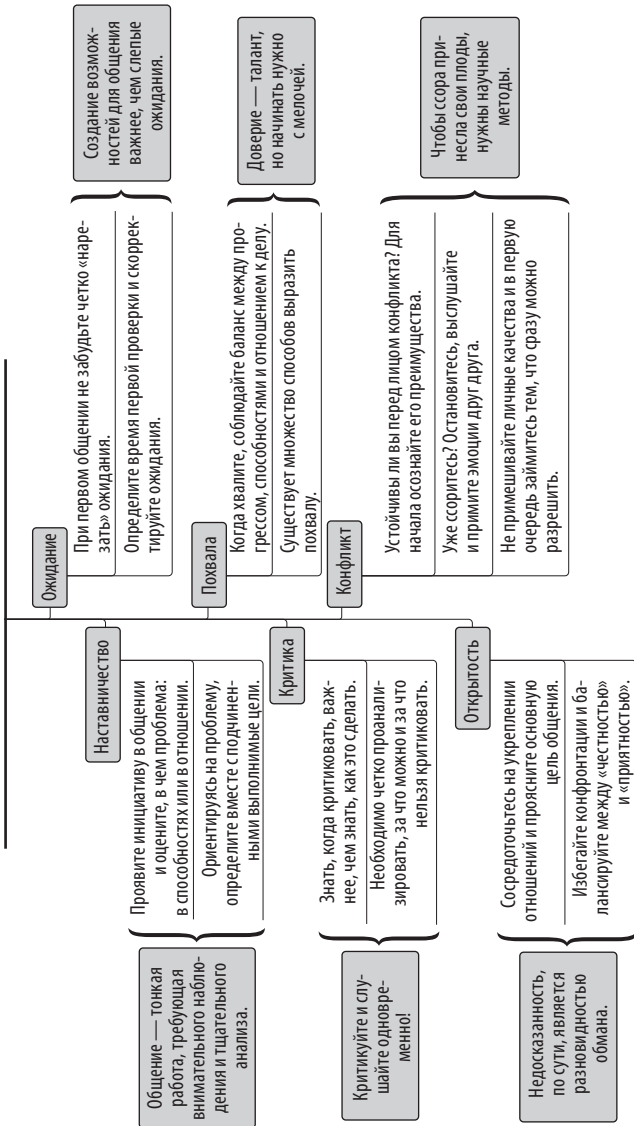 Ожидание
При первом общении не забудьте четко «наре-
зать» ожидания.
Определите время первой проверки и скоррек-
тируйте ожидания.
Создание возмож-
ностей для общения
важнее, чем слепые
ожидания.
Наставничество
Проявите инициативу в общении
и оцените, в чем проблема:
в способностях или в отношении.
Ориентируясь на проблему,
определите вместе с подчинен-
ными выполнимые цели.
Общение — тонкая
работа, требующая
внимательного наблю-
дения и тщательного
анализа.
Похвала
Когда хвалите, соблюдайте баланс между про-
грессом, способностями и отношением к делу.
Существует множество способов выразить
похвалу.
Доверие — талант,
но начинать нужно
с мелочей.
Критика
Знать, когда критиковать, важ-
нее, чем знать, как это сделать.
Необходимо четко проанали-
зировать, за что можно и за что
нельзя критиковать.
Критикуйте и слу-
шайте одновре-
менно!
Конфликт
Устойчивы ли вы перед лицом конфликта? Для
начала осознайте его преимущества.
Уже ссоритесь? Остановитесь, выслушайте
и примите эмоции друг друга.
Не примешивайте личные качества и в первую
очередь займитесь тем, что сразу можно
разрешить.
Чтобы ссора при-
несла свои плоды,
нужны научные
методы.
Открытость
Сосредоточьтесь на укреплении
отношений и проясните основную
цель общения.
Избегайте конфронтации и ба-
лансируйте между «честностью»
и «приятностью».
Недосказанность,
по сути, является
разновидностью
обмана.